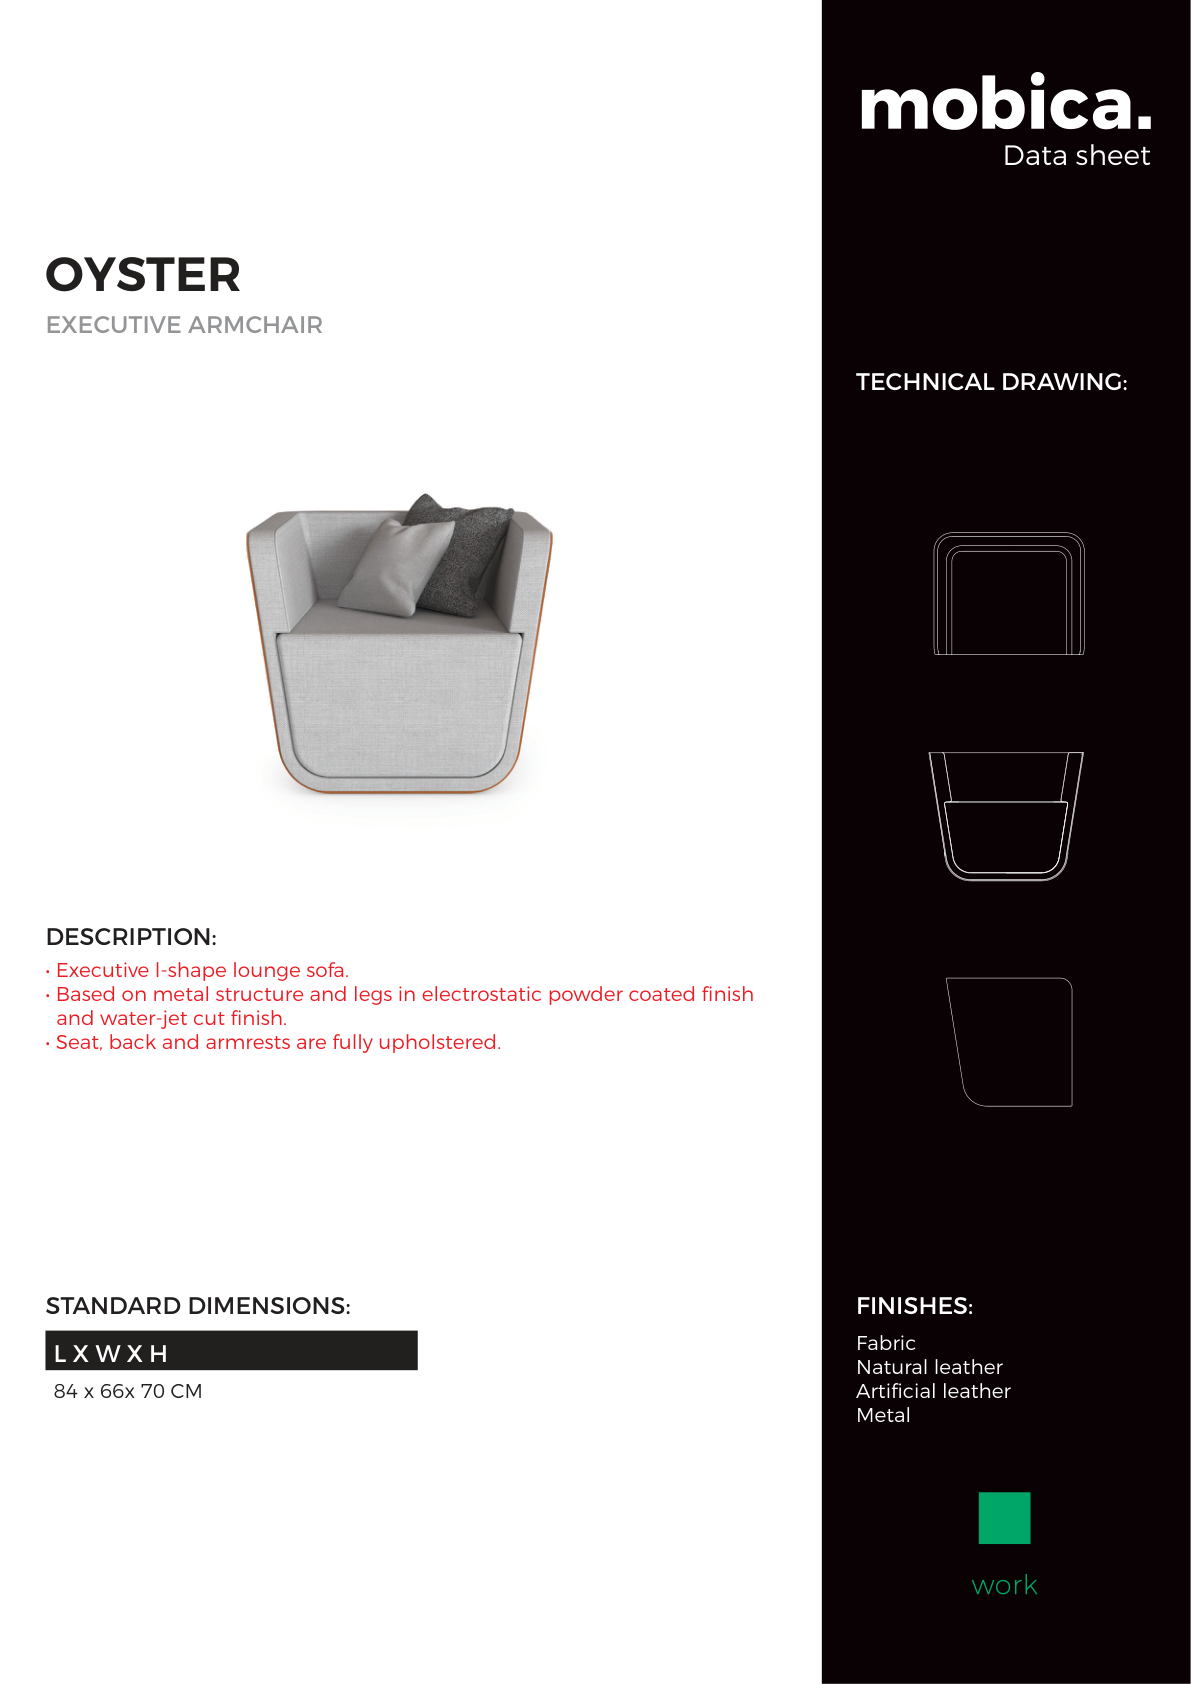 mobica.
Data sheet
OYSTER
EXECUTIVE ARMCHAIR
TECHNICAL DRAWING:
DESCRIPTION:
• Executive l-shape lounge sofa.
• Based on metal structure and legs in electrostatic powder coated finish
and water-jet cut finish.
• Seat, back and armrests are fully upholstered.
STANDARD DIMENSIONS:
L X W X H
84 x 66x 70 CM
FINISHES:
Fabric
Natural leather
Artificial leather
Metal
work